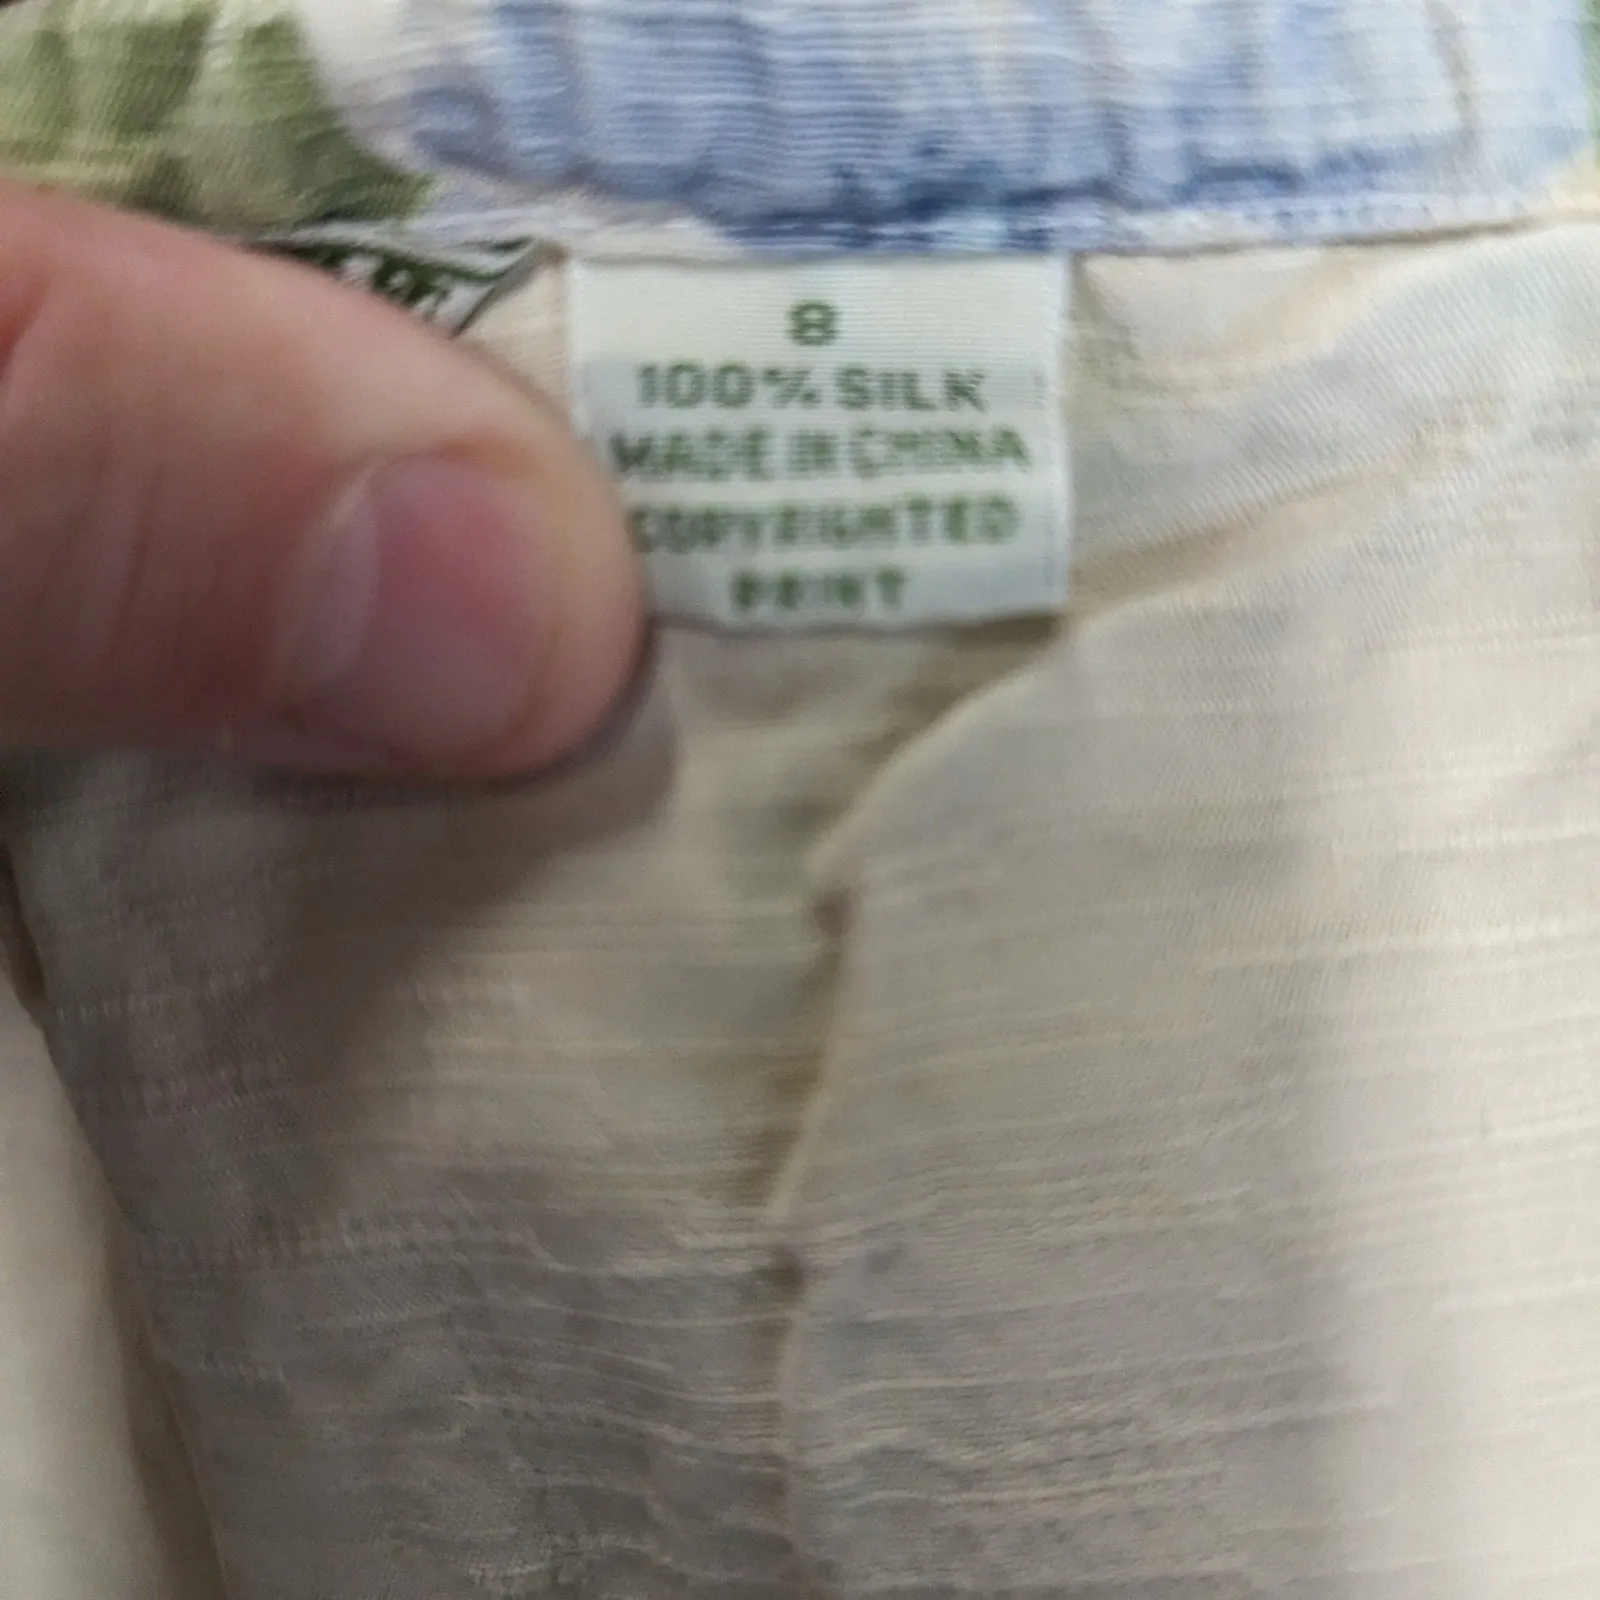 8
100% SILK
MADE IN CHINA
COPYRIGHTED
PRINT